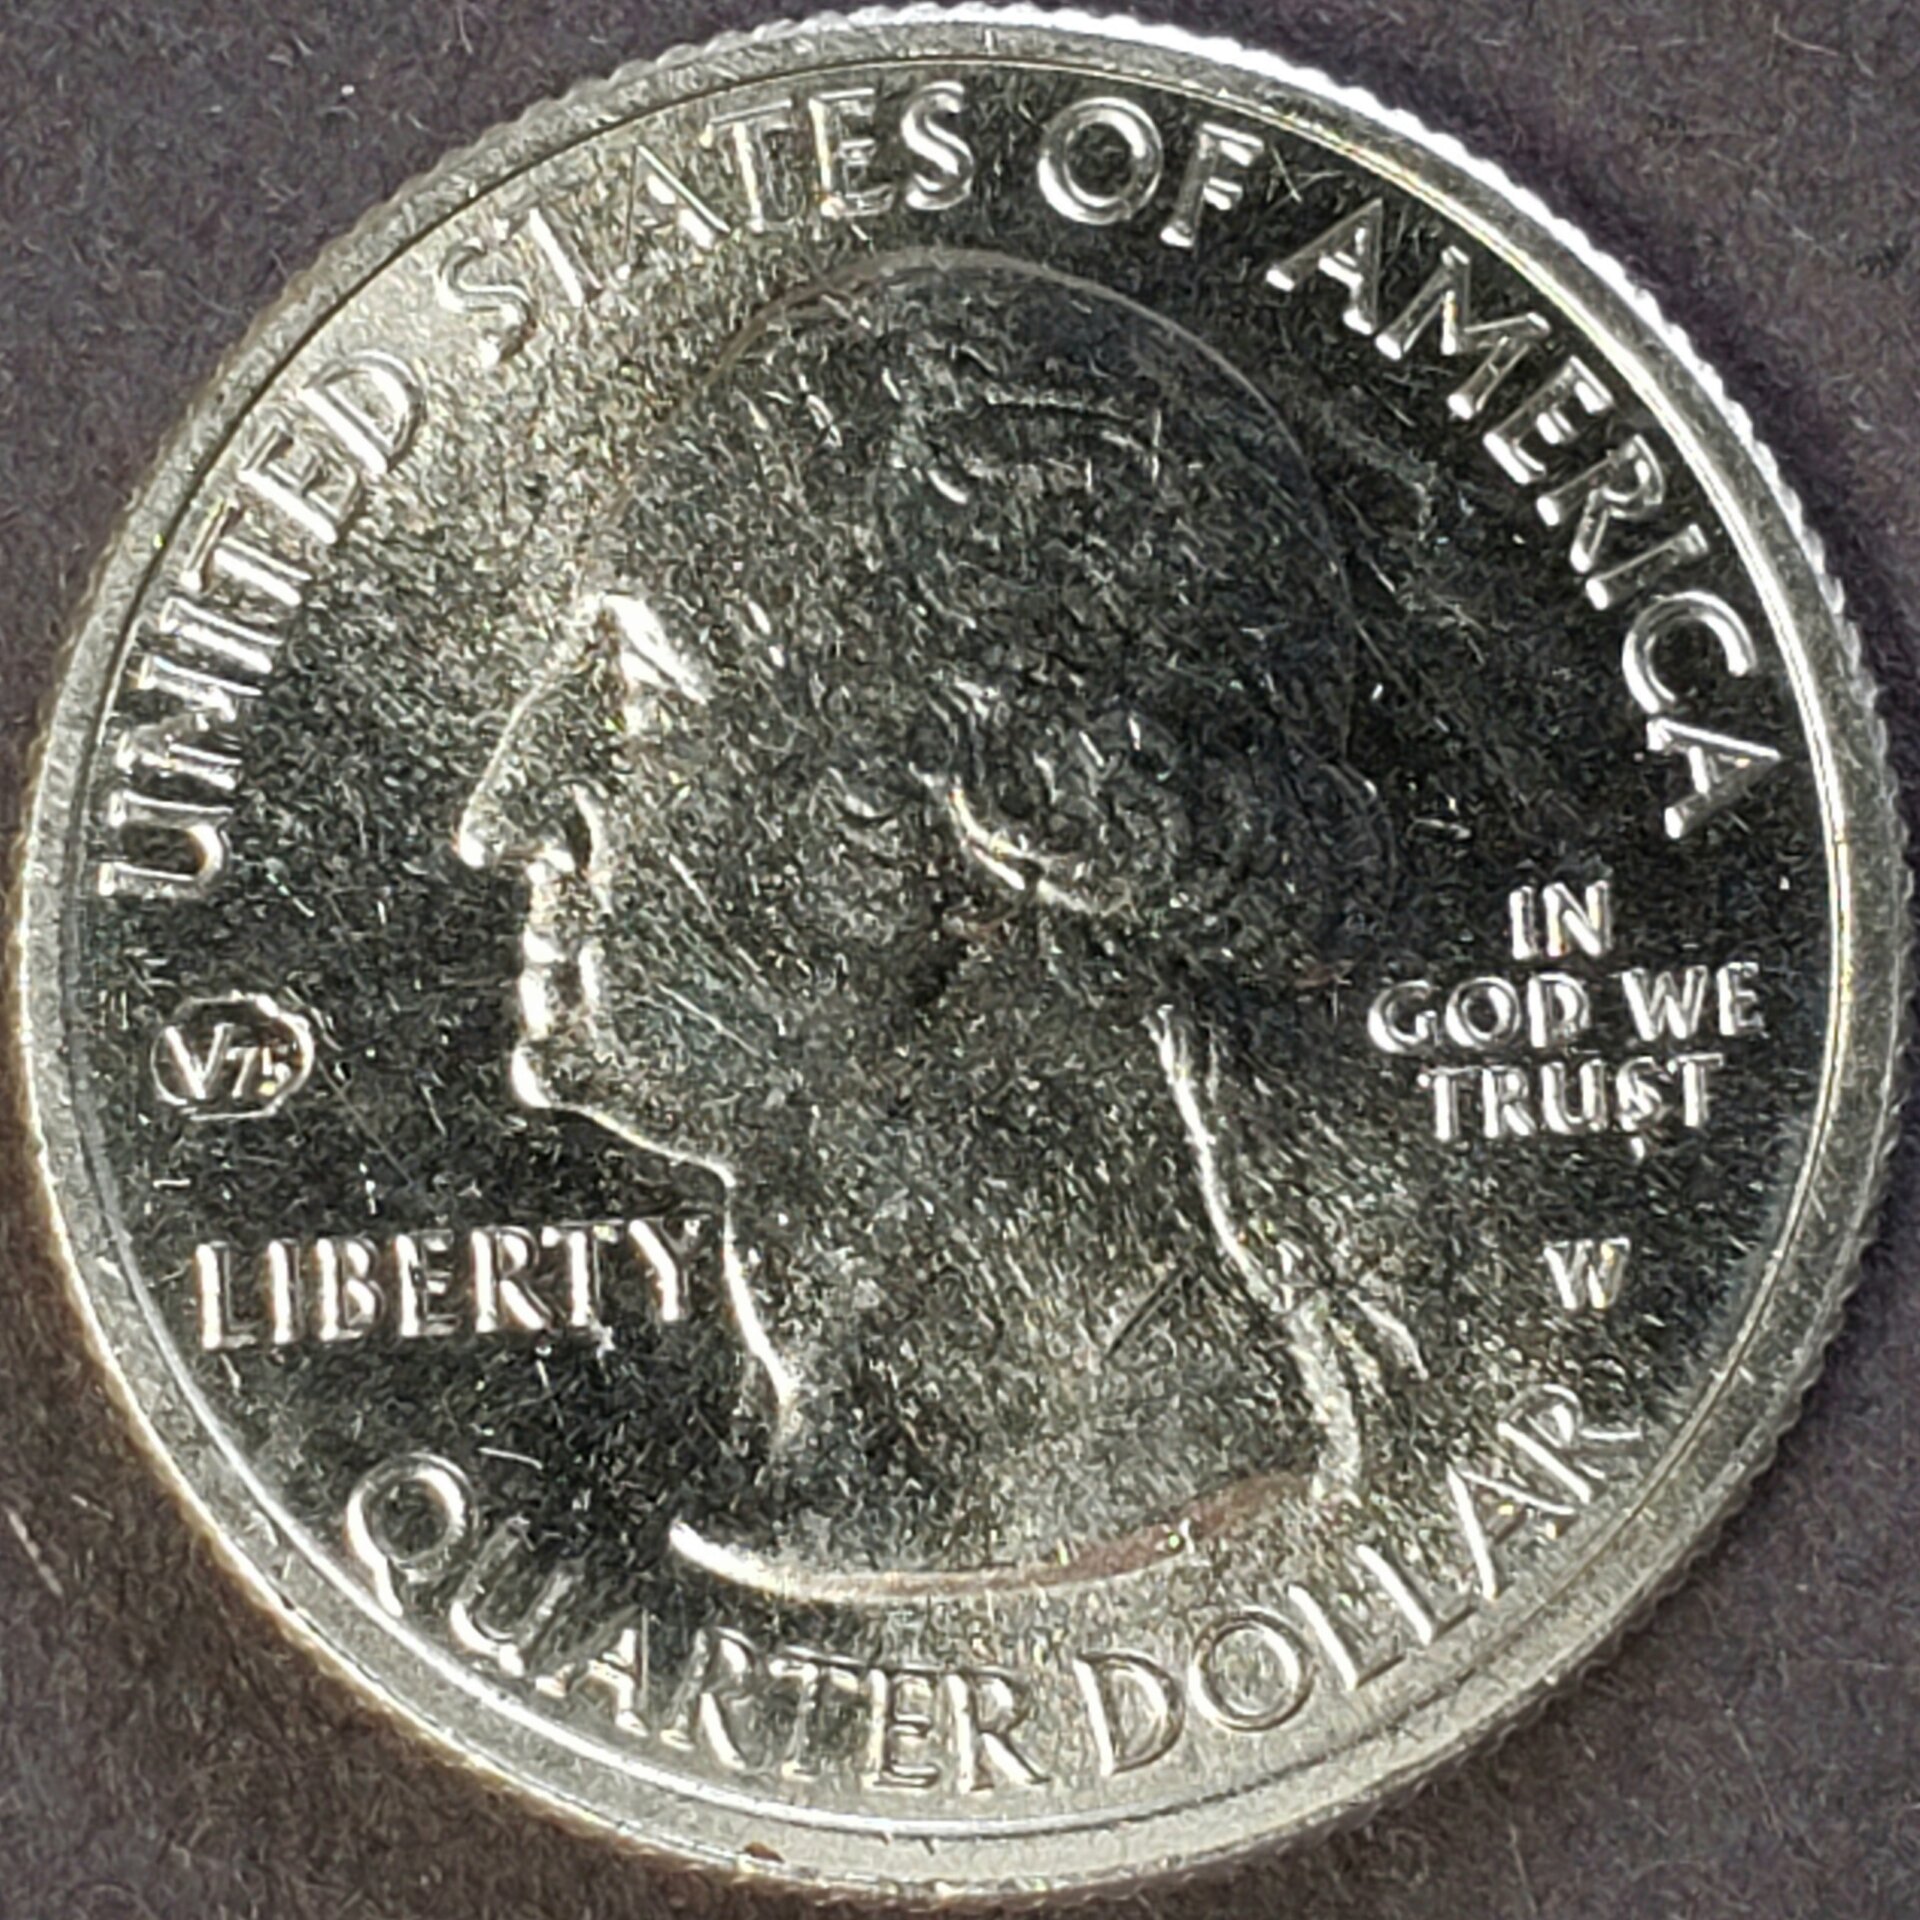 UNITED STATES OF AMERICA
IN
GOD WE
TRUST
V75
LIBERTY
W
QUARTER DOLLAR